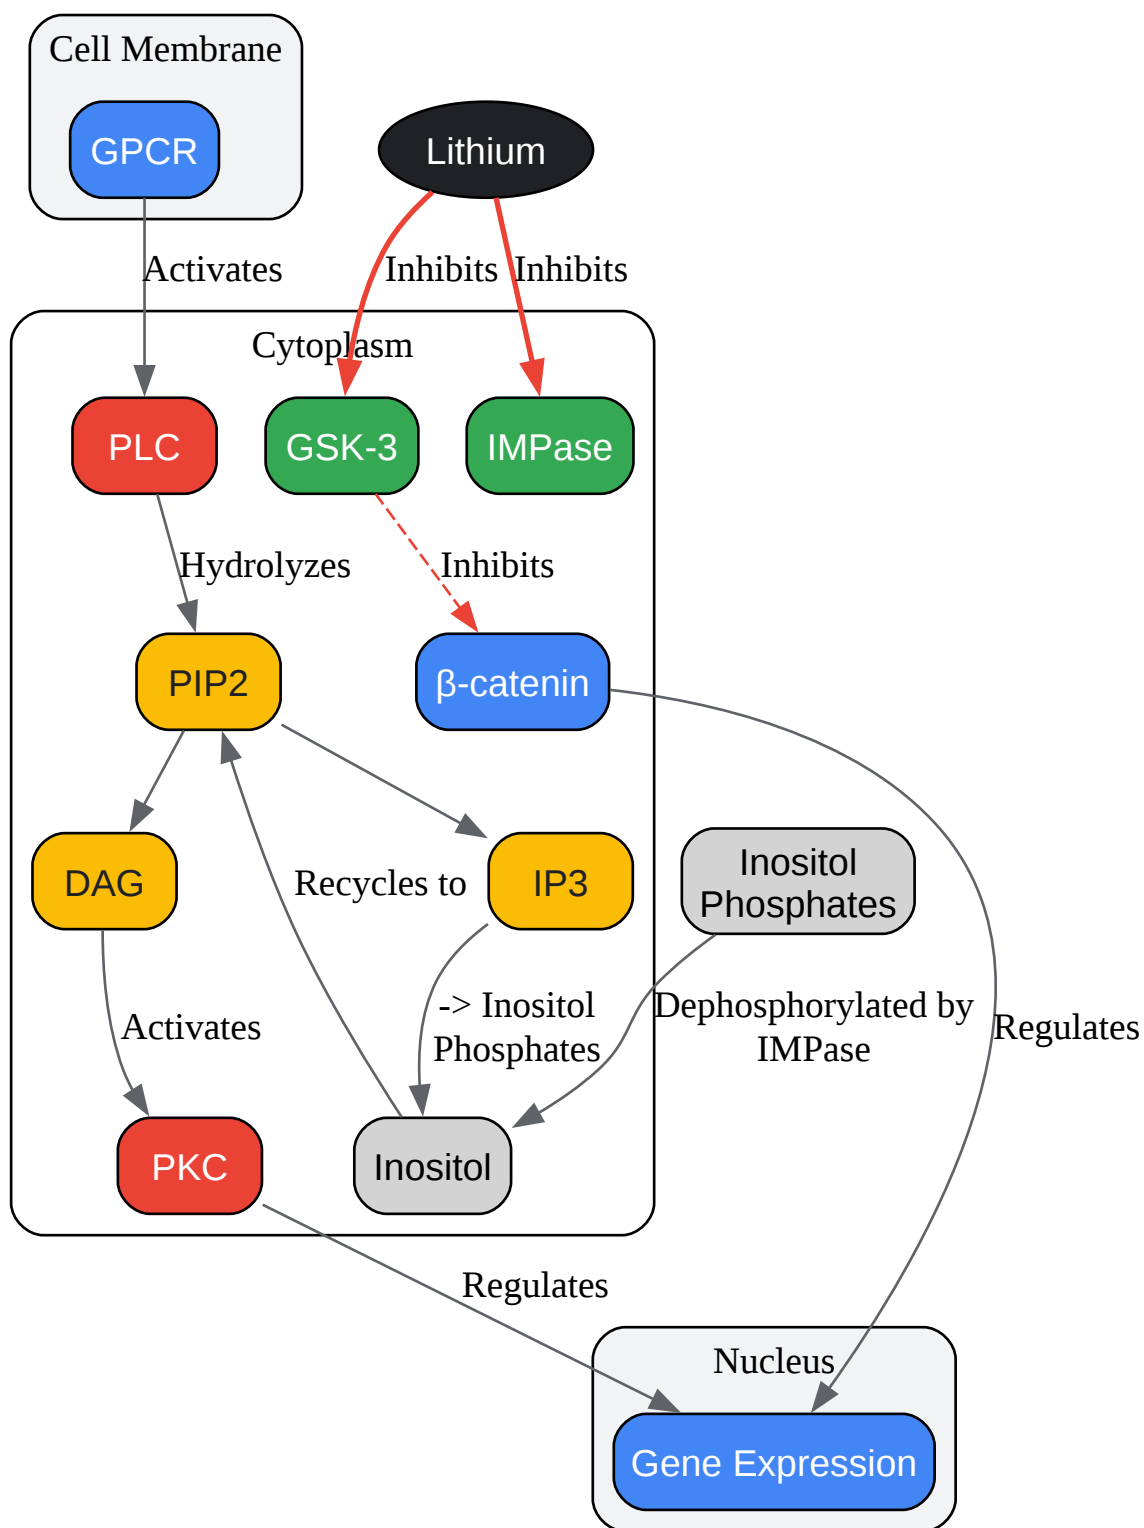 Cell Membrane
GPCR
Lithium
Activates
Inhibits
Inhibits
Cytoplasm
PLC
GSK-3
IMPase
Hydrolyzes
Inhibits
PIP2
β-catenin
DAG
Recycles to
IP3
Inositol
Phosphates
Activates
-> Inositol
Phosphates
Dephosphorylated by
IMPase
Regulates
PKC
Inositol
Regulates
Nucleus
Gene Expression